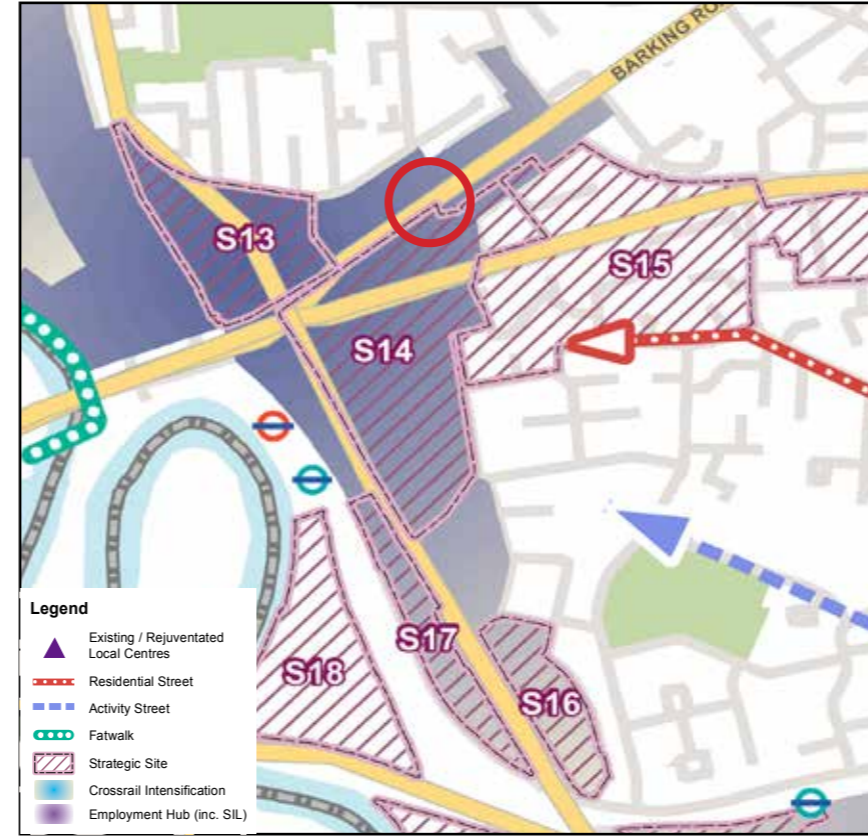 BARKING RO
S13
S15
S14
S17
S18
S16
Legend
Existing / Rejuventated
Local Centres
Residential Street
Activity Street
Fatwalk
Strategic Site
Crossrail Intensification
Employment Hub (inc. SIL)